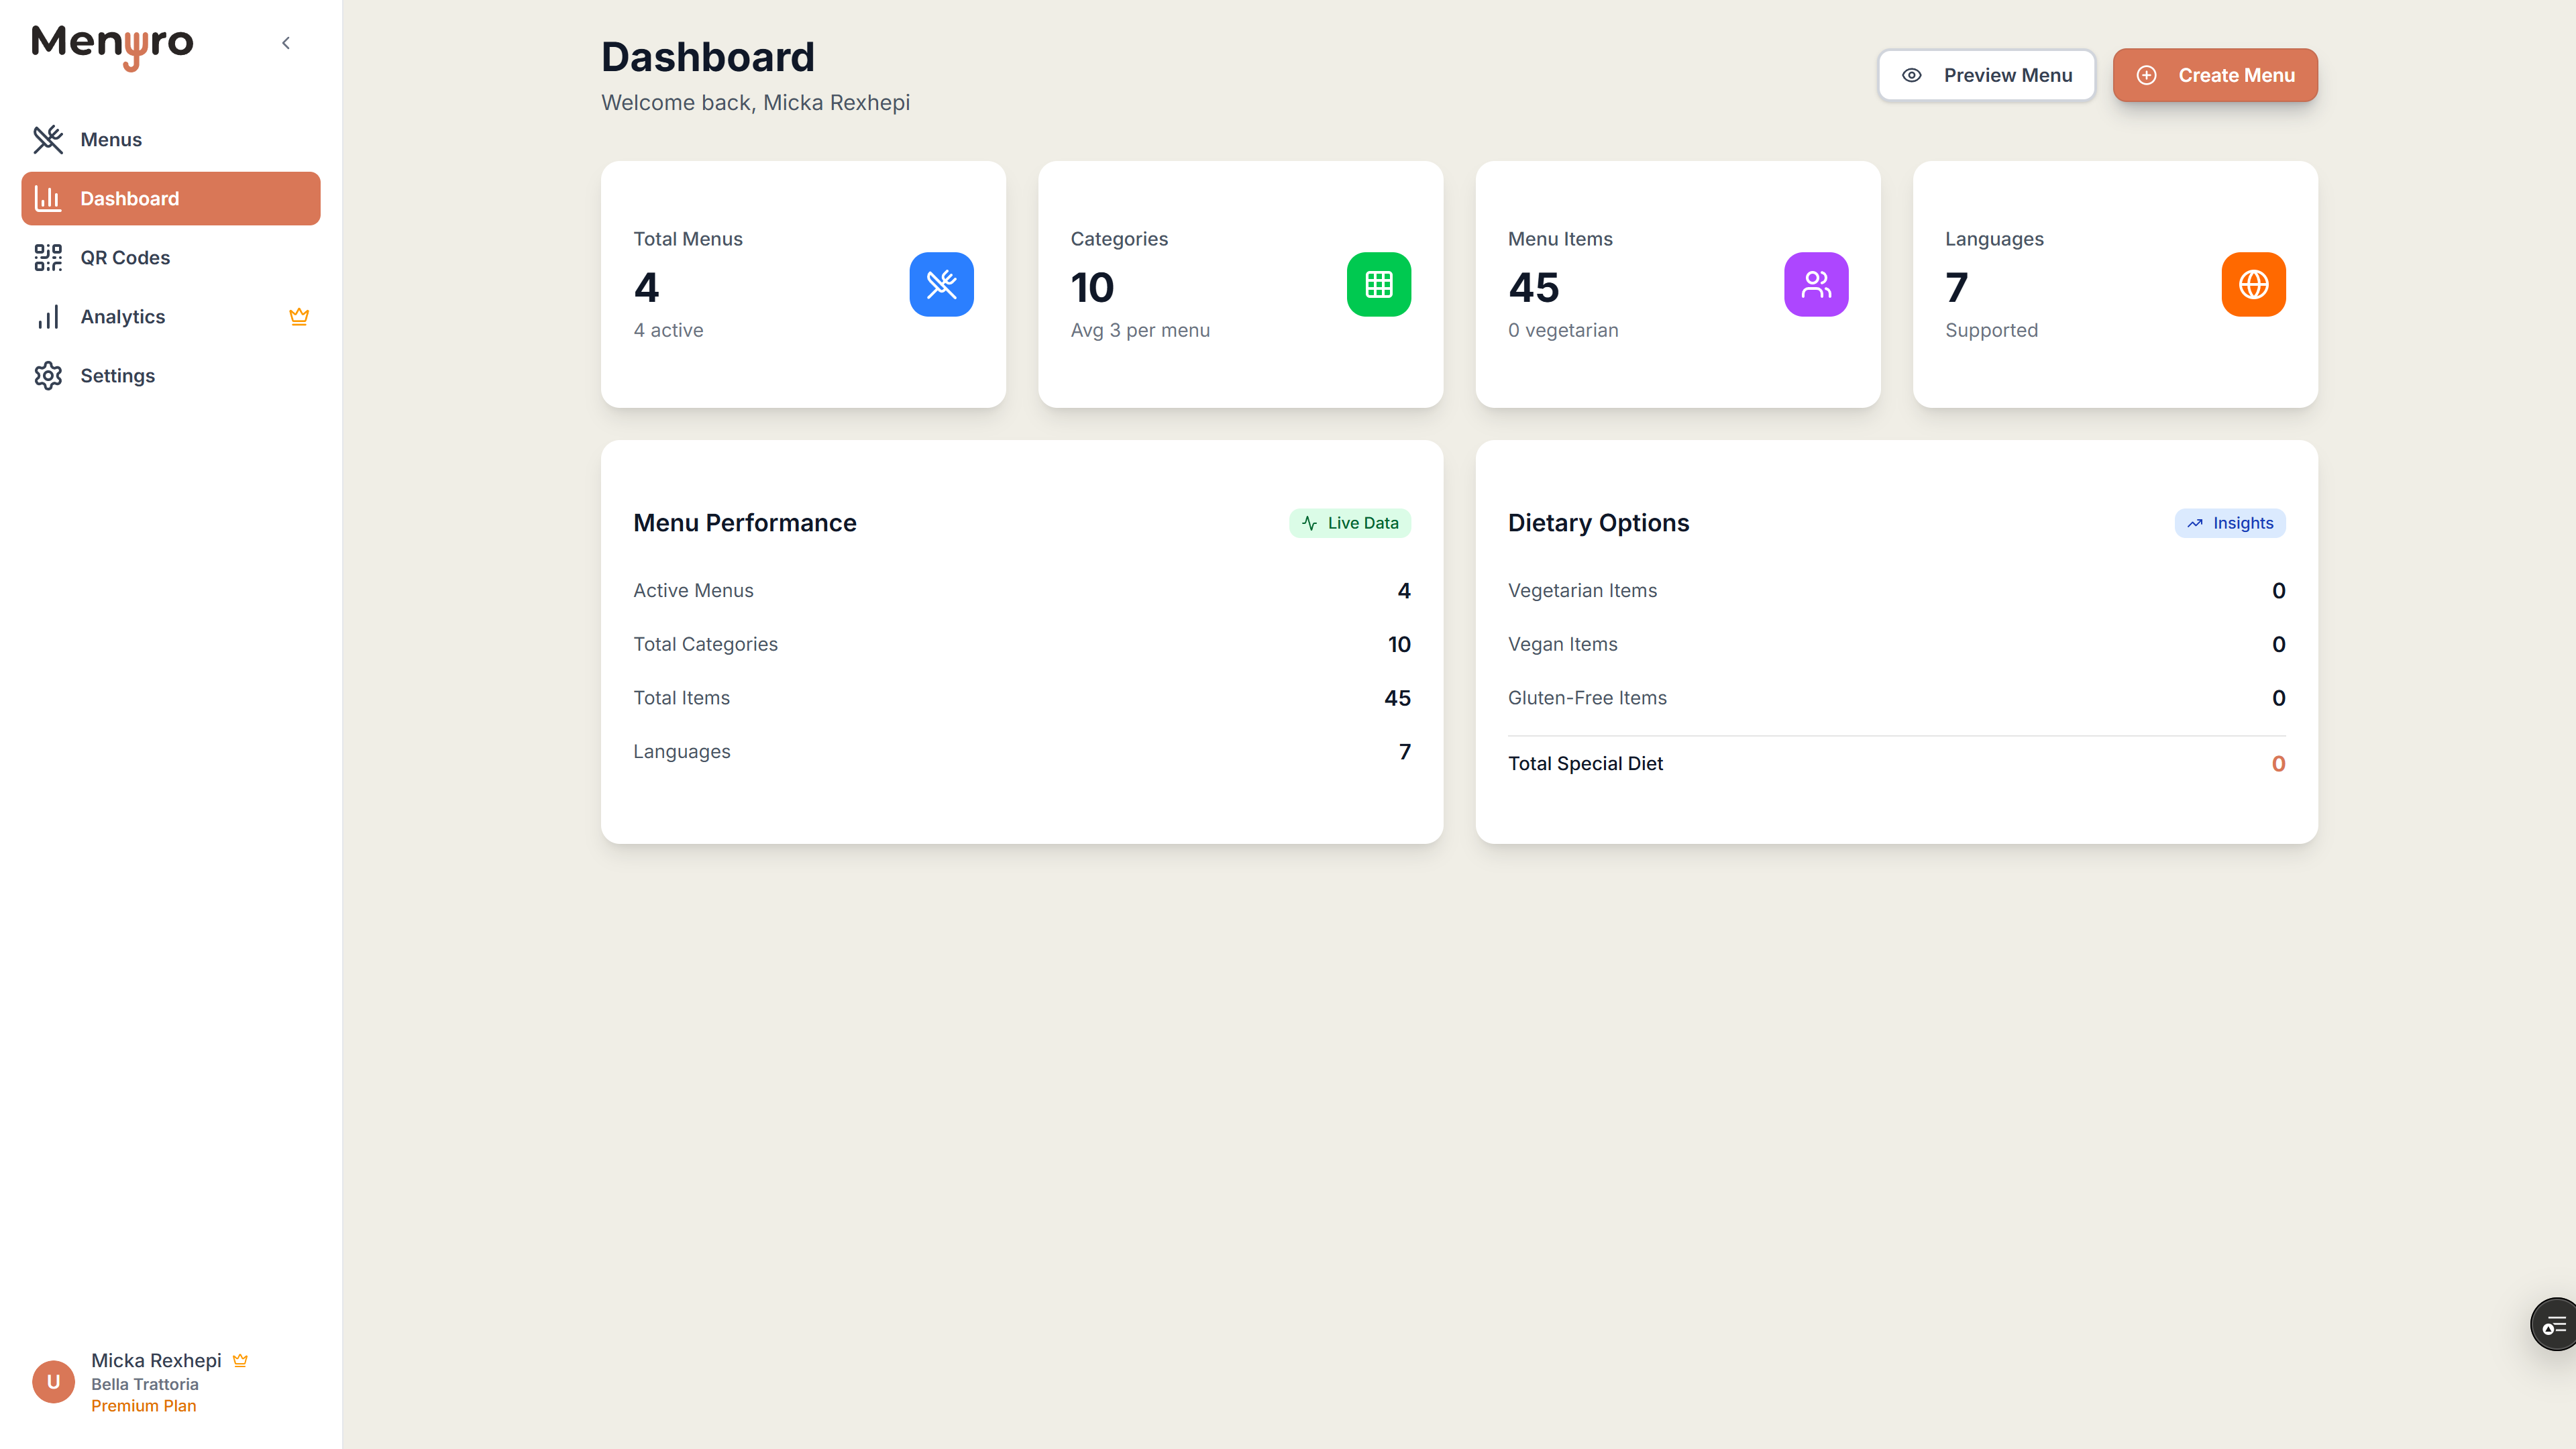 Menyro
Menus
Dashboard
QR Codes
Analytics
Settings
Micka Rexhepi
Bella Trattoria
Premium Plan
U
Dashboard
Welcome back, Micka Rexhepi
Preview Menu
Create Menu
Total Menus
4
4 active
Categories
10
Avg 3 per menu
Menu Items
45
0 vegetarian
Languages
7
Supported
Menu Performance
Live Data
Active Menus 4
Total Categories 10
Total Items 45
Languages 7
Dietary Options
Insights
Vegetarian Items 0
Vegan Items 0
Gluten-Free Items 0
Total Special Diet 0